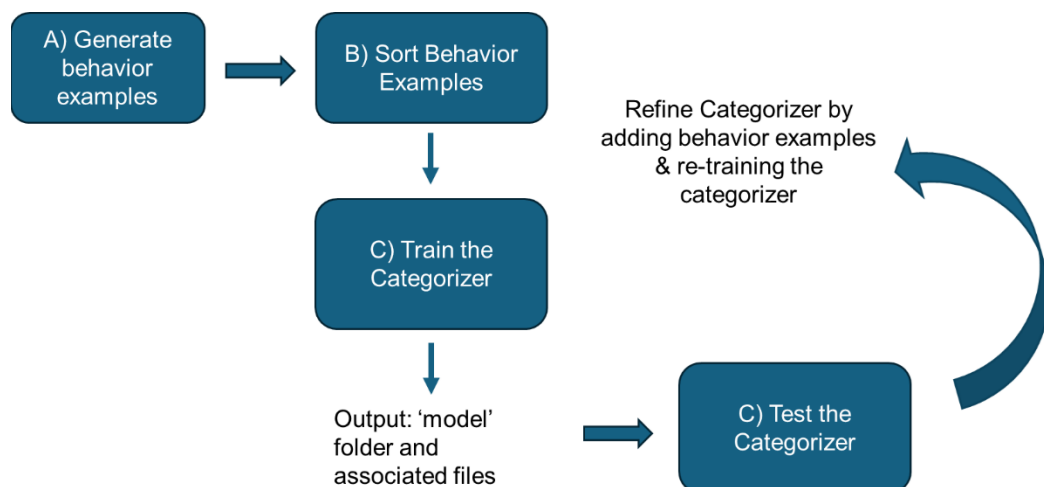 A) Generate
behavior
examples
B) Sort Behavior
Examples
Refine Categorizer by
adding behavior examples
& re-training the
categorizer
C) Train the
Categorizer
Output: ‘model’
folder and
associated files
C) Test the
Categorizer